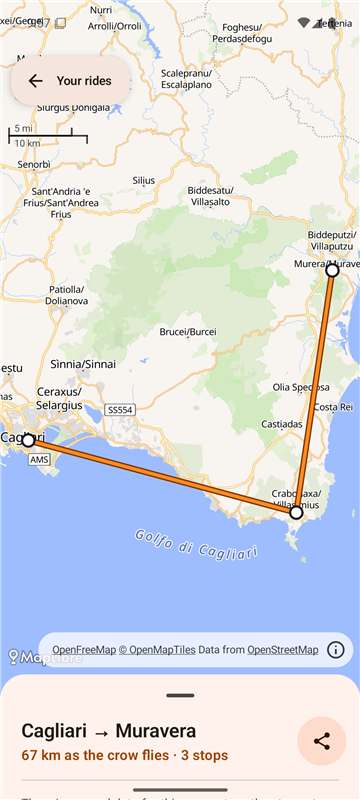 Nurri
Arrolli/Orroli
Foghesu/
Perdasdefogu
Tertenia
Scalepranu/
Escalaplano
Your rides
Siurgus Donigala
5 mi
10 km
Senorbì
Silius
Sant'Andria 'e
Frius/Sant'Andrea
Frius
Biddesatu/
Villasalto
Biddeputzi/
Villaputzu
Patiolla/
Dolianova
Brucei/Burcei
Sìnnia/Sinnai
Ceraxus/
Selargius
SS554
Olia Speciosa
Costa Rei
Castiadas
Cagliari
AMS
Golfo di Cagliari
OpenFreeMap © OpenMapTiles Data from OpenStreetMap
MapLibre
Cagliari → Muravera
67 km as the crow flies · 3 stops